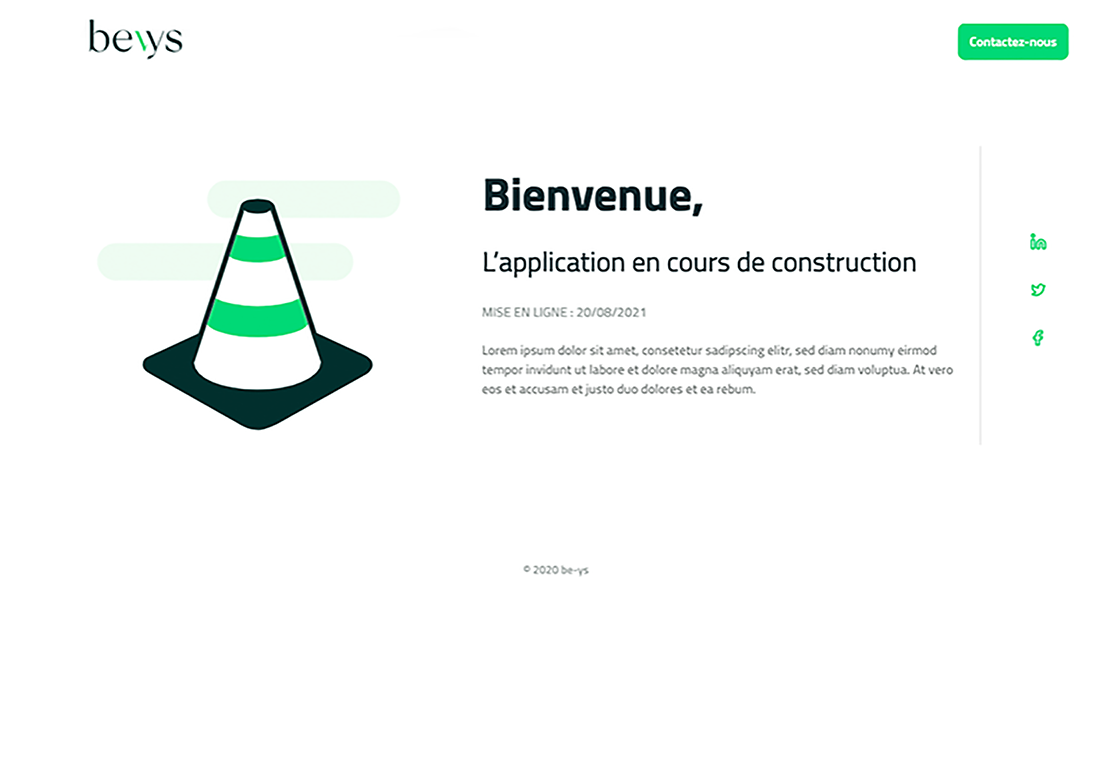 be\ys
Contactez-nous
Bienvenue,
L’application en cours de construction
MISE EN LIGNE : 20/08/2021
Lorem ipsum dolor sit amet, consetetur sadipscing elitr, sed diam nonumy eirmod
tempor invidunt ut labore et dolore magna aliquyam erat, sed diam voluptua. At vero
eos et accusam et justo duo dolores et ea rebum.
© 2020 be-ys